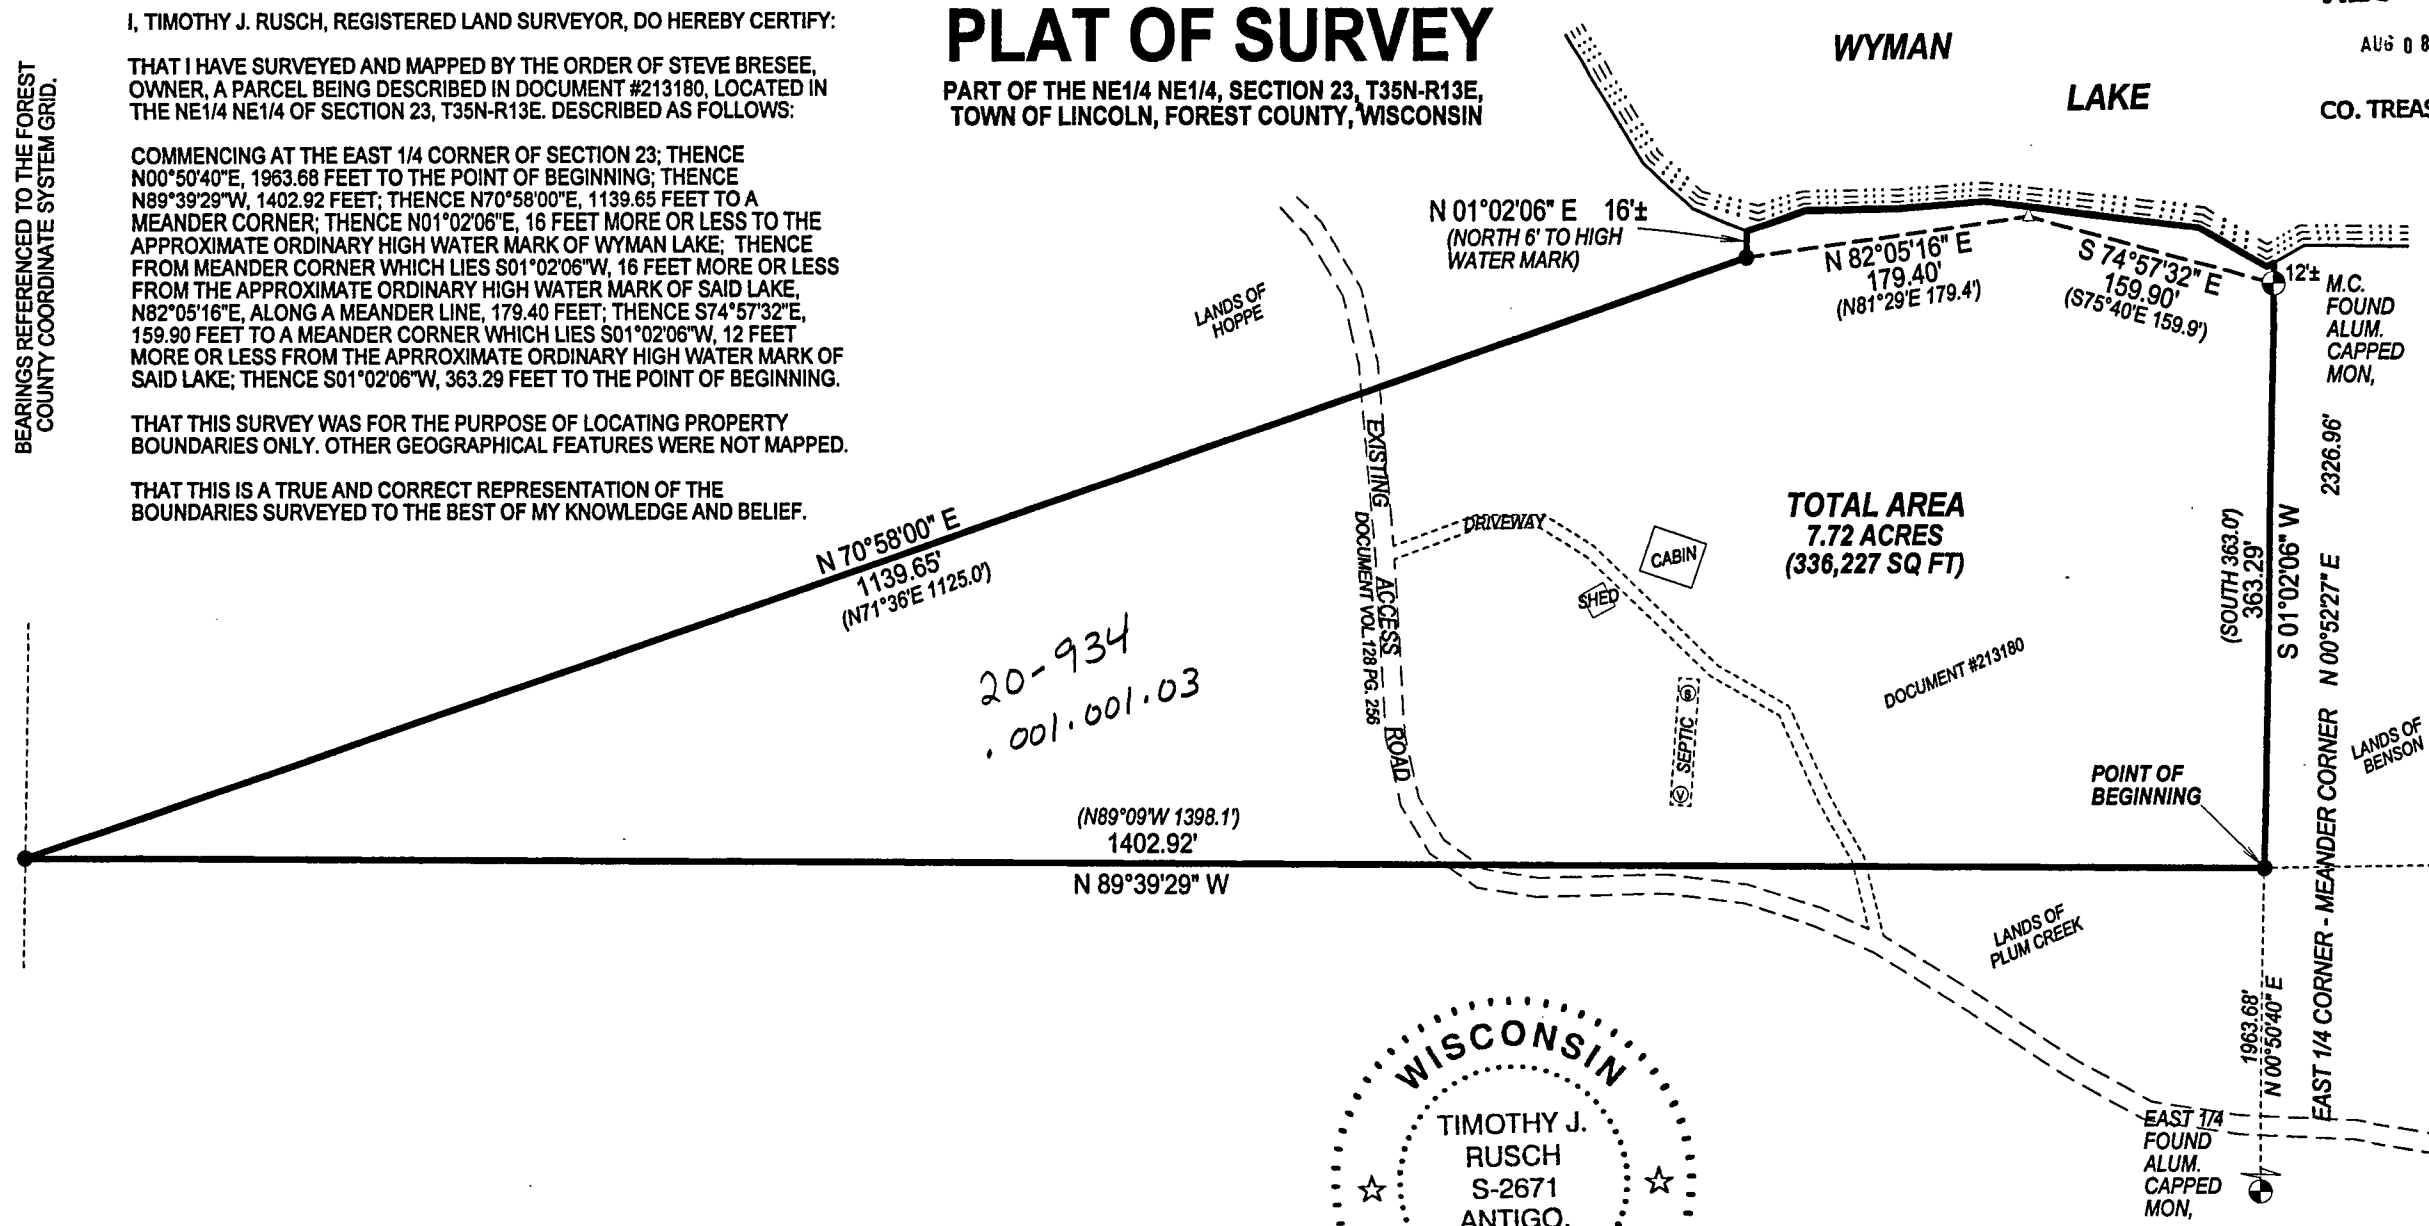 BEARINGS REFERENCED TO THE FOREST
COUNTY COORDINATE SYSTEM GRID.
I, TIMOTHY J. RUSCH, REGISTERED LAND SURVEYOR, DO HEREBY CERTIFY:
THAT I HAVE SURVEYED AND MAPPED BY THE ORDER OF STEVE BRESEE,
OWNER, A PARCEL BEING DESCRIBED IN DOCUMENT #213180, LOCATED IN
THE NE1/4 NE1/4 OF SECTION 23, T35N-R13E. DESCRIBED AS FOLLOWS:
COMMENCING AT THE EAST 1/4 CORNER OF SECTION 23; THENCE
N00°50'40"E, 1963.68 FEET TO THE POINT OF BEGINNING; THENCE
N89°39'29"W, 1402.92 FEET; THENCE N70°58'00"E, 1139.65 FEET TO A
MEANDER CORNER; THENCE N01°02'06"E, 16 FEET MORE OR LESS TO THE
APPROXIMATE ORDINARY HIGH WATER MARK OF WYMAN LAKE; THENCE
FROM MEANDER CORNER WHICH LIES S01°02'06"W, 16 FEET MORE OR LESS
FROM THE APPROXIMATE ORDINARY HIGH WATER MARK OF SAID LAKE,
N82°05'16"E, ALONG A MEANDER LINE, 179.40 FEET; THENCE S74°57'32"E,
159.90 FEET TO A MEANDER CORNER WHICH LIES S01°02'06"W, 12 FEET
MORE OR LESS FROM THE APRROXIMATE ORDINARY HIGH WATER MARK OF
SAID LAKE; THENCE S01°02'06"W, 363.29 FEET TO THE POINT OF BEGINNING.
THAT THIS SURVEY WAS FOR THE PURPOSE OF LOCATING PROPERTY
BOUNDARIES ONLY. OTHER GEOGRAPHICAL FEATURES WERE NOT MAPPED.
THAT THIS IS A TRUE AND CORRECT REPRESENTATION OF THE
BOUNDARIES SURVEYED TO THE BEST OF MY KNOWLEDGE AND BELIEF.
PLAT OF SURVEY
PART OF THE NE1/4 NE1/4, SECTION 23, T35N-R13E,
TOWN OF LINCOLN, FOREST COUNTY, WISCONSIN
WYMAN
LAKE
AUG 08
CO. TREAS
N 01°02'06" E 16'±
(NORTH 6' TO HIGH
WATER MARK)
N 82°05'16" E
179.40'
(N81°29'E 179.4')
S 74°57'32" E
159.90'
(S75°40'E 159.9')
12'±
M.C.
FOUND
ALUM.
CAPPED
MON,
LANDS OF
HOPPE
N 70°58'00" E
1139.65'
(N71°36'E 1125.0')
20-934
.001.001.03
EXISTING
ACCESS
ROAD
DOCUMENT VOL 128 PG. 256
DRIVEWAY
CABIN
SHED
S
SEPTIC
V
TOTAL AREA
7.72 ACRES
(336,227 SQ FT)
DOCUMENT #213180
(SOUTH 363.0')
363.29'
S 01°02'06" W
EAST 1/4 CORNER - MEANDER CORNER N 00°52'27" E 2326.96'
LANDS OF
BENSON
POINT OF
BEGINNING
(N89°09'W 1398.1')
1402.92'
N 89°39'29" W
LANDS OF
PLUM CREEK
1963.68'
N 00°50'40" E
EAST 1/4
FOUND
ALUM.
CAPPED
MON,
WISCONSIN
TIMOTHY J.
RUSCH
S-2671
ANTIGO,